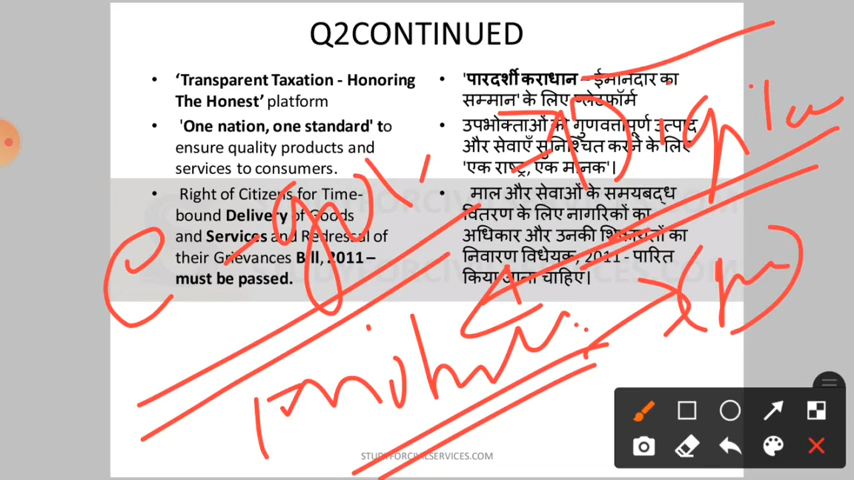 Q2CONTINUED
• ‘Transparent Taxation - Honoring
The Honest’ platform
• 'One nation, one standard' to
ensure quality products and
services to consumers.
• Right of Citizens for Time-
bound Delivery of Goods
and Services and Redressal of
their Grievances Bill, 2011 –
must be passed.
• 'पारदर्शी कराधान – ईमानदार का
सम्मान' के लिए प्लेटफॉर्म
• उपभोक्ताओं को गुणवत्तापूर्ण उत्पाद
और सेवाएँ सुनिश्चित करने के लिए
'एक राष्ट्र, एक मानक'।
• माल और सेवाओं के समयबद्ध
वितरण के लिए नागरिकों का
अधिकार और उनकी शिकायतों का
निवारण विधेयक, 2011 - पारित
किया जाना चाहिए।
STUDYFORCIVILSERVICES.COM